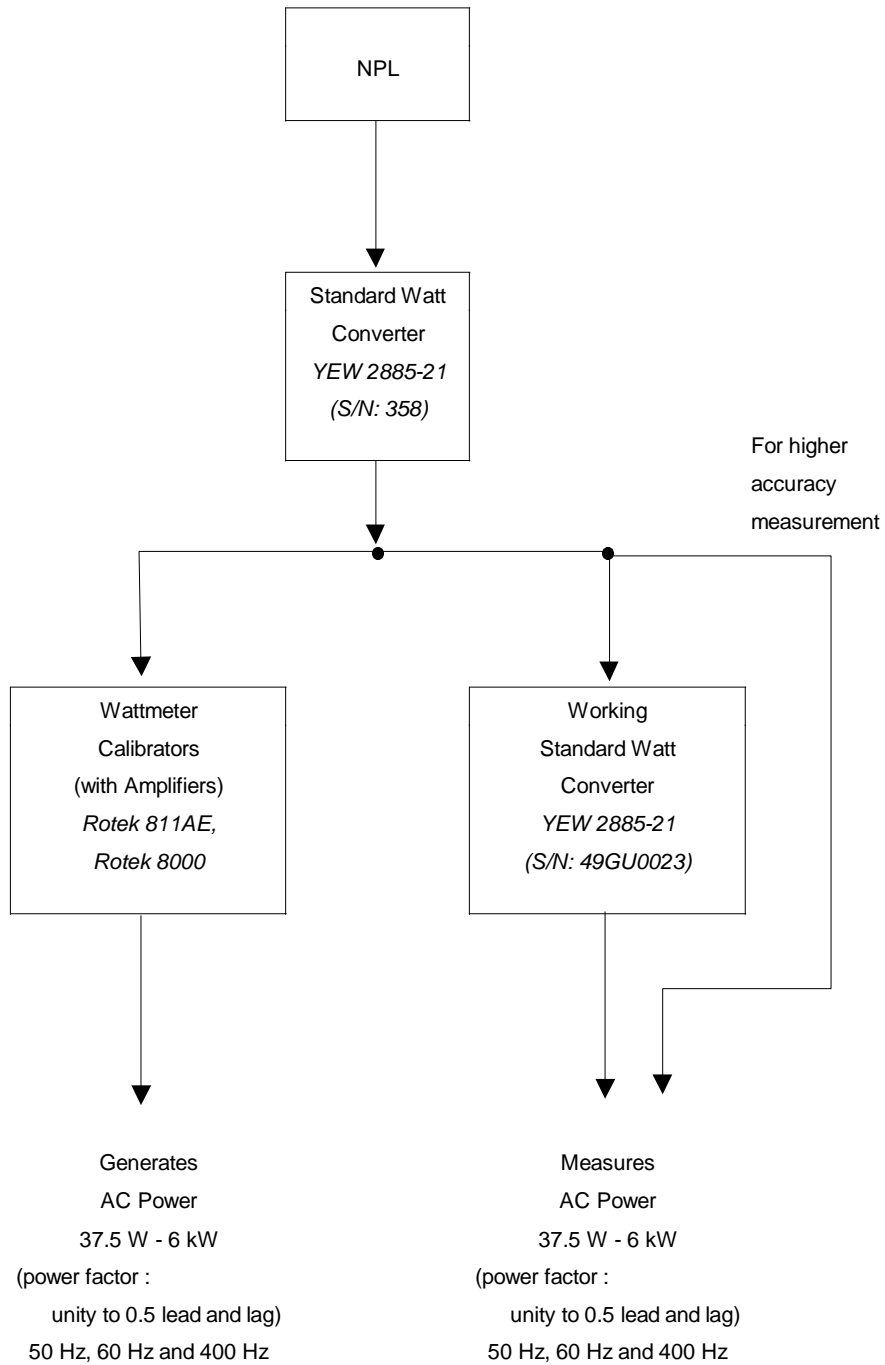 NPL
Standard Watt
Converter
YEW 2885-21
(S/N: 358)
For higher
accuracy
measurement
Wattmeter
Calibrators
(with Amplifiers)
Rotek 811AE,
Rotek 8000
Working
Standard Watt
Converter
YEW 2885-21
(S/N: 49GU0023)
Generates
AC Power
37.5 W - 6 kW
(power factor :
unity to 0.5 lead and lag)
50 Hz, 60 Hz and 400 Hz
Measures
AC Power
37.5 W - 6 kW
(power factor :
unity to 0.5 lead and lag)
50 Hz, 60 Hz and 400 Hz